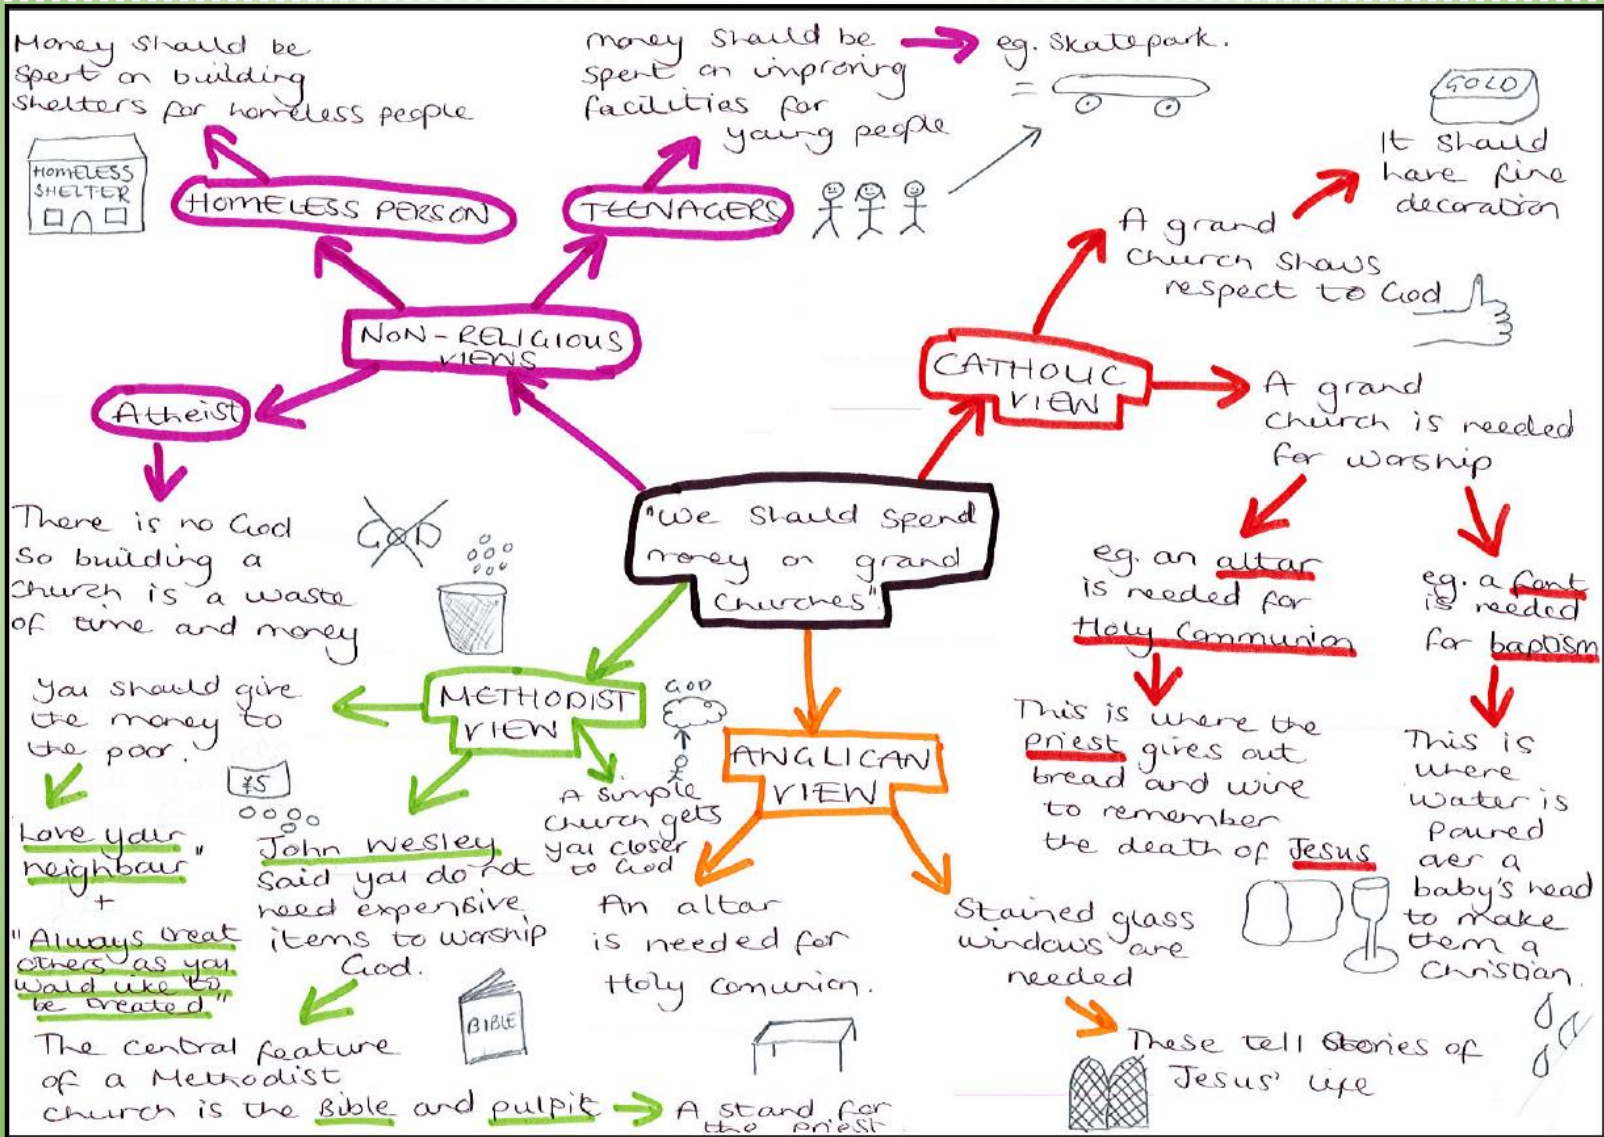 Money should be
spent on building
shelters for homeless people
HOMELESS
SHELTER
HOMELESS PERSON
money should be
spent on improving
facilities for
young people
eg. skatepark.
=
TEENAGERS
NON-RELIGIOUS
VIEWS
Atheist
There is no God
So building a
church is a waste
of time and money
GOD
"We should spend
money on grand
churches"
CATHOLIC
VIEW
A grand
church shows
respect to God
GOLD
It should
have fine
decoration
A grand
church is needed
for worship
eg. an altar
is needed for
Holy Communion
This is where the
priest gives out
bread and wine
to remember
the death of Jesus
eg. a font
is needed
for baptism
This is
where
water is
poured
over a
baby's head
to make
them a
Christian.
METHODIST
VIEW
You should give
the money to
the poor.
£5
Love your
neighbour"
+
"Always treat
others as you
would like to
be treated"
John Wesley
said you do not
need expensive
items to worship
God.
The central feature
of a Methodist
church is the Bible and pulpit
A stand for
the priest.
BIBLE
GOD
A simple
church gets
you closer
to God
ANGLICAN
VIEW
An altar
is needed for
Holy comunion.
Stained glass
windows are
needed
These tell stories of
Jesus' life